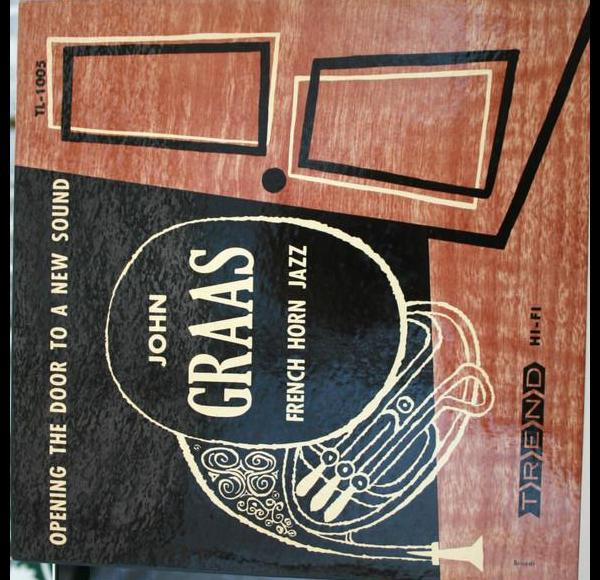 TL-1005
OPENING THE DOOR TO A NEW SOUND
JOHN
GRAAS
FRENCH HORN JAZZ
TREND
HI-FI